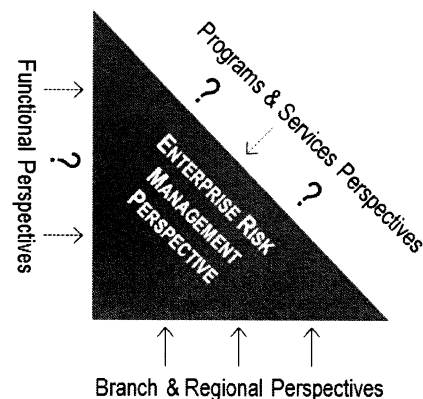 Programs & Services Perspectives
?
?
Functional Perspectives
?
ENTERPRISE RISK
MANAGEMENT
PERSPECTIVE
Branch & Regional Perspectives